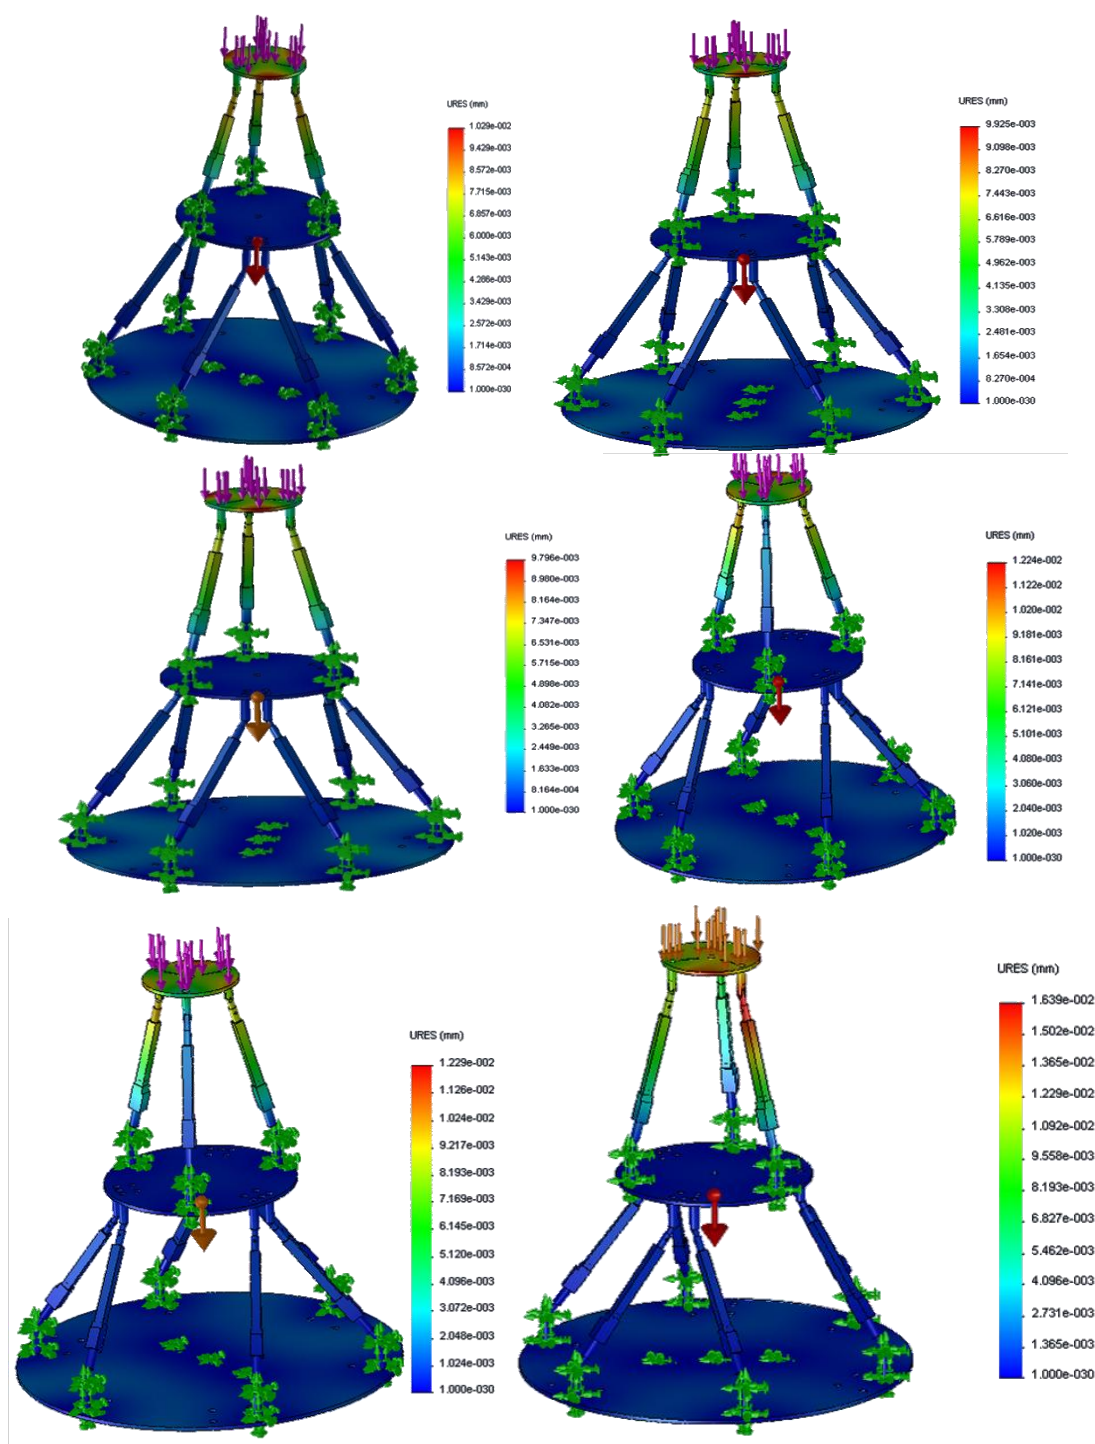 URES (mm)
1.029e-002
9.429e-003
8.572e-003
7.715e-003
6.857e-003
6.000e-003
5.143e-003
4.286e-003
3.429e-003
2.572e-003
1.714e-003
8.572e-004
1.000e-030
URES (mm)
9.925e-003
9.098e-003
8.270e-003
7.443e-003
6.616e-003
5.789e-003
4.962e-003
4.135e-003
3.308e-003
2.481e-003
1.654e-003
8.270e-004
1.000e-030
URES (mm)
9.796e-003
8.980e-003
8.164e-003
7.347e-003
6.531e-003
5.715e-003
4.898e-003
4.082e-003
3.265e-003
2.449e-003
1.633e-003
8.164e-004
1.000e-030
URES (mm)
1.224e-002
1.122e-002
1.020e-002
9.181e-003
8.161e-003
7.141e-003
6.121e-003
5.101e-003
4.080e-003
3.060e-003
2.040e-003
1.020e-003
1.000e-030
URES (mm)
1.229e-002
1.126e-002
1.024e-002
9.217e-003
8.193e-003
7.169e-003
6.145e-003
5.120e-003
4.096e-003
3.072e-003
2.048e-003
1.024e-003
1.000e-030
URES (mm)
1.639e-002
1.502e-002
1.365e-002
1.229e-002
1.092e-002
9.558e-003
8.193e-003
6.827e-003
5.462e-003
4.096e-003
2.731e-003
1.365e-003
1.000e-030